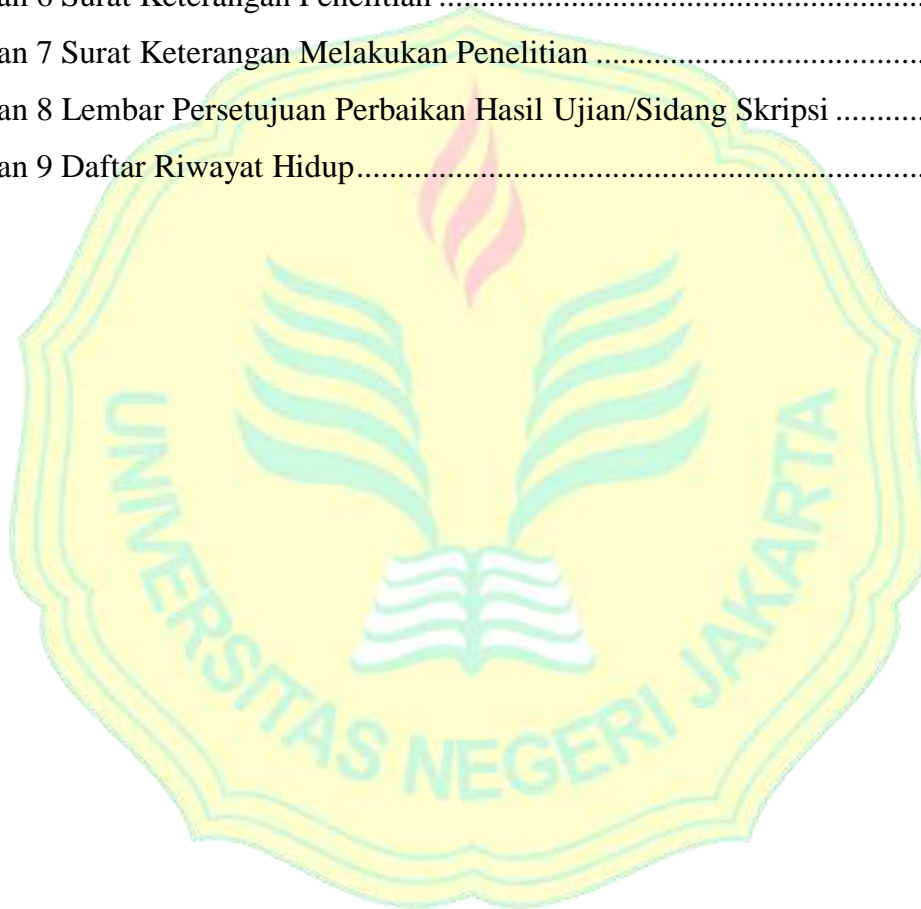 an 6 Surat Keterangan Penelitian ...........................................................
an 7 Surat Keterangan Melakukan Penelitian ........................................
an 8 Lembar Persetujuan Perbaikan Hasil Ujian/Sidang Skripsi ...........
an 9 Daftar Riwayat Hidup.....................................................................
UNIVERSITAS NEGERI JAKARTA